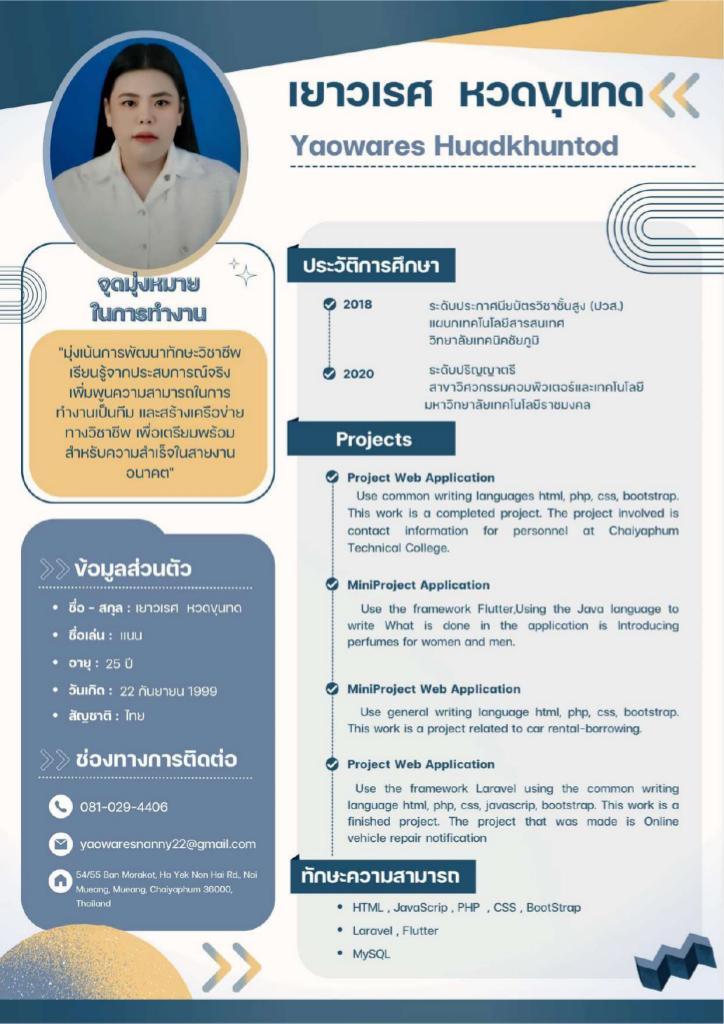 เยาวเรศ หวดขุนทด
Yaowares Huadkhuntod
จุดมุ่งหมาย
ในการทำงาน
"มุ่งเน้นการพัฒนาทักษะวิชาชีพ
เรียนรู้จากประสบการณ์จริง
เพิ่มพูนความสามารถในการ
ทำงานเป็นทีม และสร้างเครือข่าย
ทางวิชาชีพ เพื่อเตรียมพร้อม
สำหรับความสำเร็จในสายงาน
อนาคต"
ข้อมูลส่วนตัว
• ชื่อ - สกุล : เยาวเรศ หวดขุนทด
• ชื่อเล่น : แนน
• อายุ : 25 ปี
• วันเกิด : 22 กันยายน 1999
• สัญชาติ : ไทย
ช่องทางการติดต่อ
081-029-4406
yaowaresnanny22@gmail.com
54/55 Ban Morakot, Ha Yek Non Hai Rd., Nai
Mueang, Mueang, Chaiyaphum 36000,
Thailand
ประวัติการศึกษา
2018 ระดับประกาศนียบัตรวิชาชั้นสูง (ปวส.)
แผนกเทคโนโลยีสารสนเทศ
วิทยาลัยเทคนิคชัยภูมิ
2020 ระดับปริญญาตรี
สาขาวิศวกรรมคอมพิวเตอร์และเทคโนโลยี
มหาวิทยาลัยเทคโนโลยีราชมงคล
Projects
Project Web Application
Use common writing languages html, php, css, bootstrap.
This work is a completed project. The project involved is
contact information for personnel at Chaiyaphum
Technical College.
MiniProject Application
Use the framework Flutter,Using the Java language to
write What is done in the application is Introducing
perfumes for women and men.
MiniProject Web Application
Use general writing language html, php, css, bootstrap.
This work is a project related to car rental-borrowing.
Project Web Application
Use the framework Laravel using the common writing
language html, php, css, javascrip, bootstrap. This work is a
finished project. The project that was made is Online
vehicle repair notification
ทักษะความสามารถ
• HTML , JavaScrip , PHP , CSS , BootStrap
• Laravel , Flutter
• MySQL